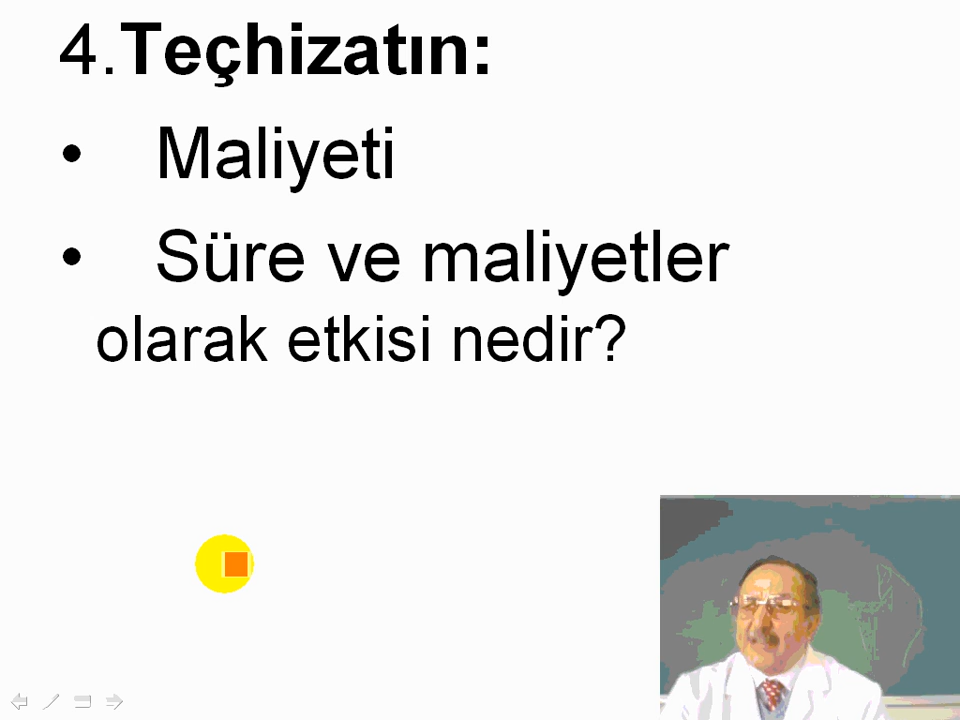 4.Teçhizatın:
• Maliyeti
• Süre ve maliyetler
olarak etkisi nedir?